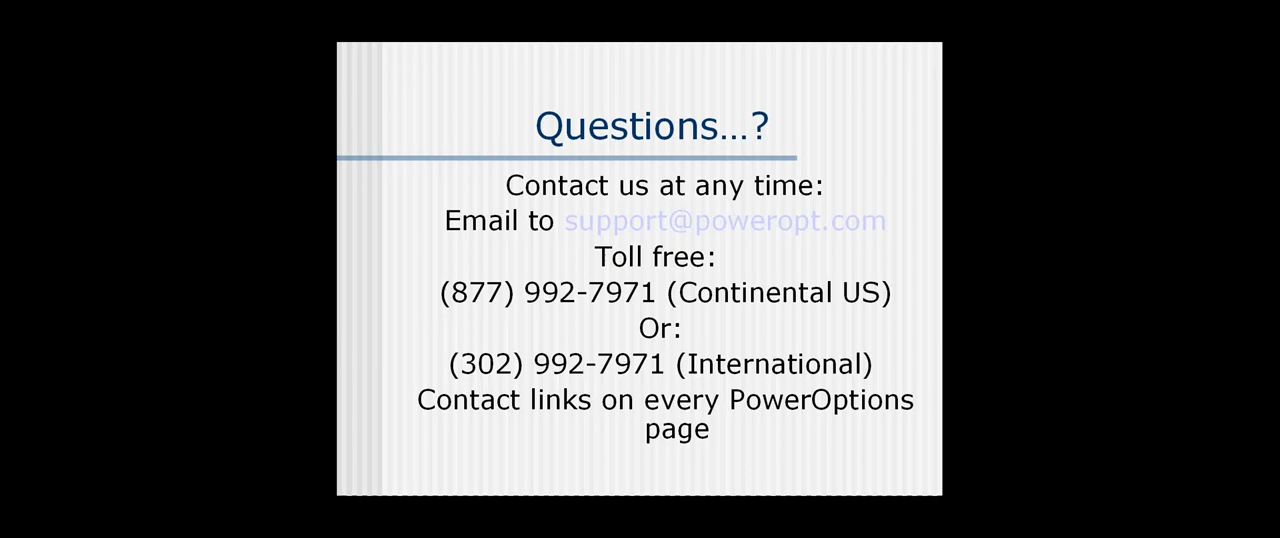 Questions...?
Contact us at any time:
Email to support@poweropt.com
Toll free:
(877) 992-7971 (Continental US)
Or:
(302) 992-7971 (International)
Contact links on every PowerOptions
page